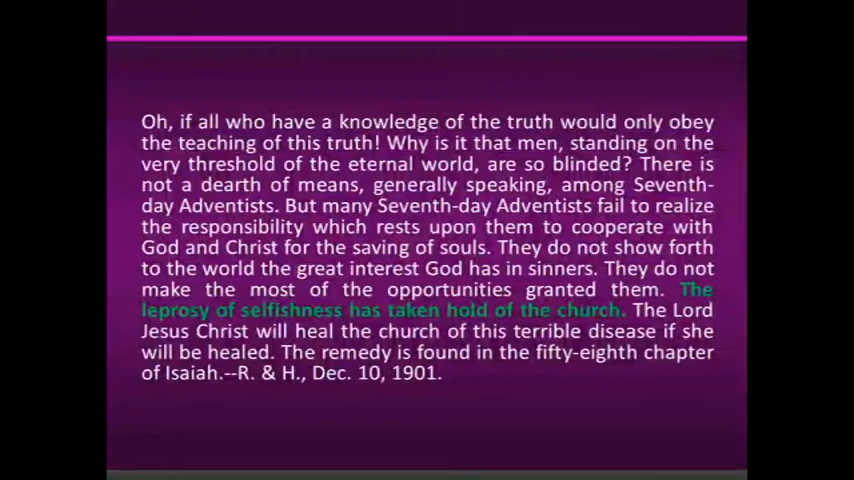 Oh, if all who have a knowledge of the truth would only obey
the teaching of this truth! Why is it that men, standing on the
very threshold of the eternal world, are so blinded? There is
not a dearth of means, generally speaking, among Seventh-
day Adventists. But many Seventh-day Adventists fail to realize
the responsibility which rests upon them to cooperate with
God and Christ for the saving of souls. They do not show forth
to the world the great interest God has in sinners. They do not
make the most of the opportunities granted them. The
leprosy of selfishness has taken hold of the church. The Lord
Jesus Christ will heal the church of this terrible disease if she
will be healed. The remedy is found in the fifty-eighth chapter
of Isaiah.--R. & H., Dec. 10, 1901.